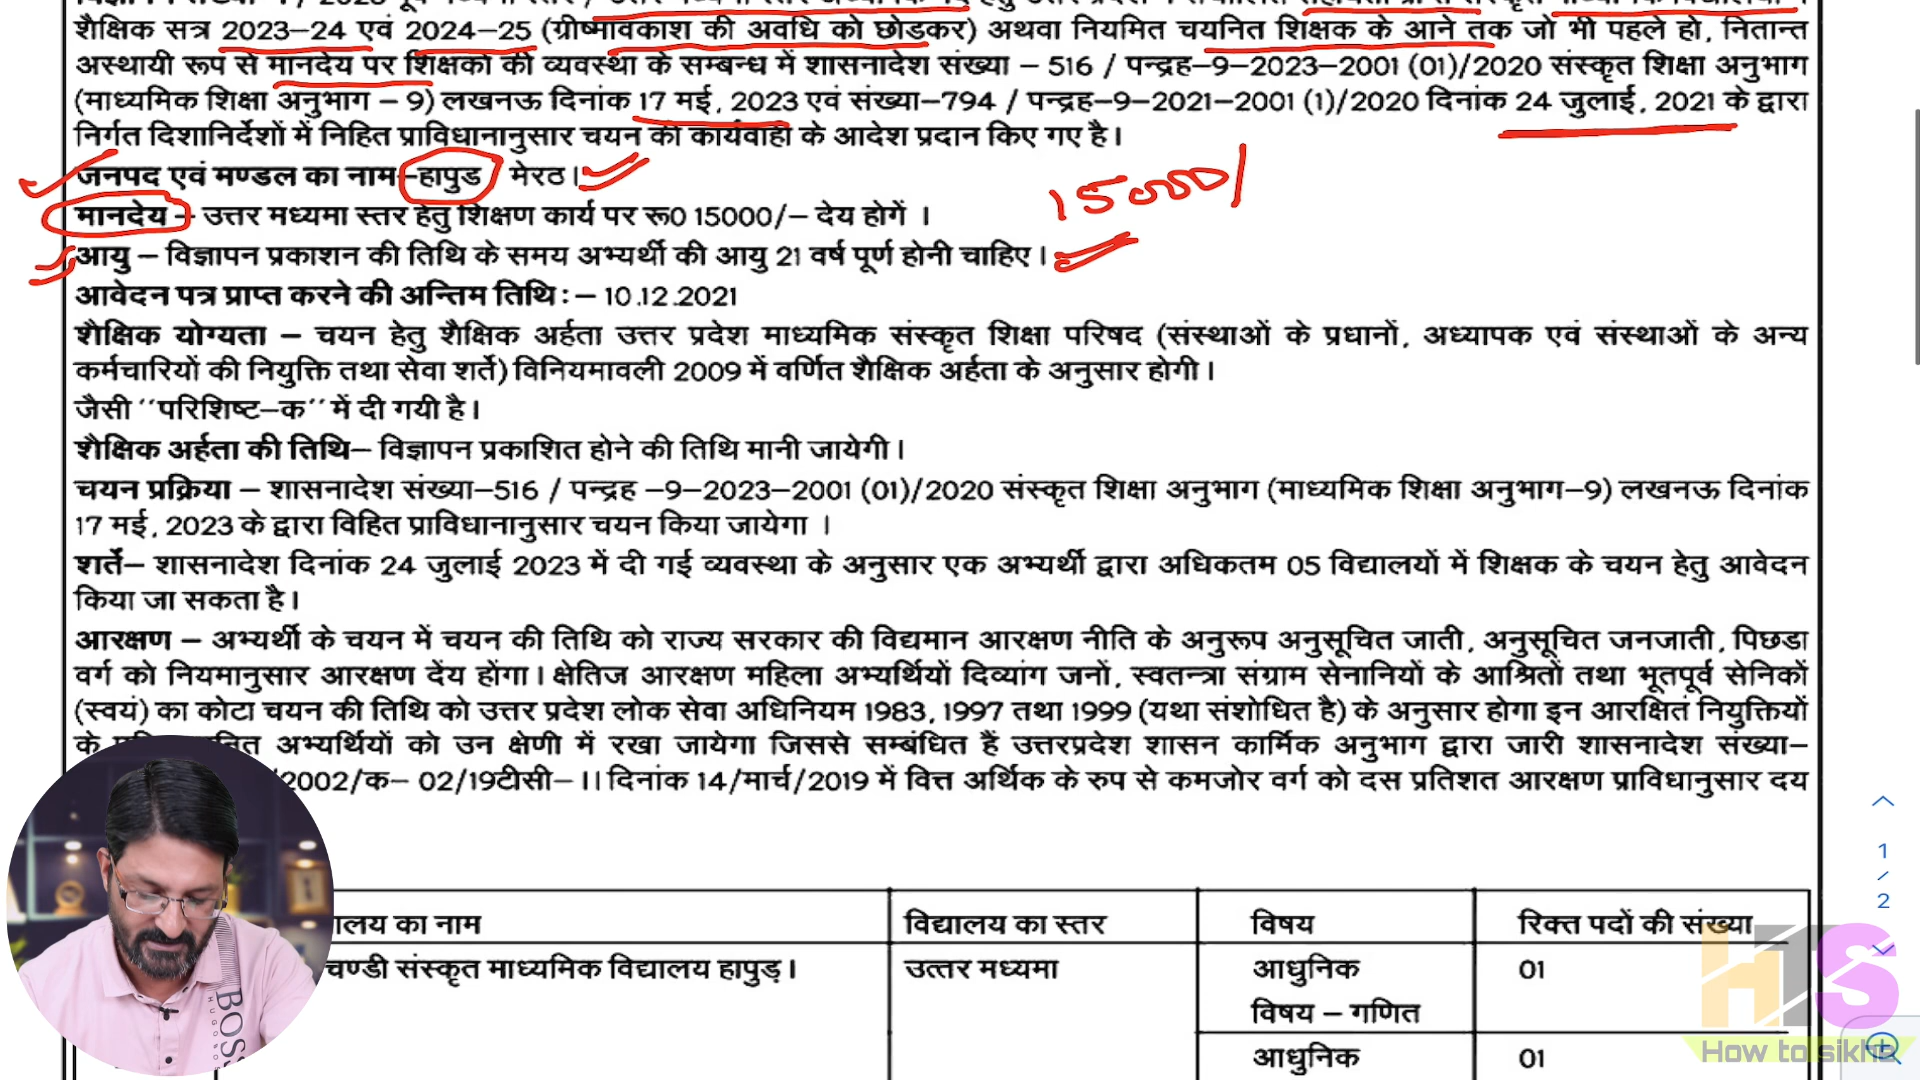 शैक्षिक सत्र 2023–24 एवं 2024–25 (ग्रीष्मावकाश की अवधि को छोडकर) अथवा नियमित चयनित शिक्षक के आने तक जो भी पहले हो, नितान्त
अस्थायी रूप से मानदेय पर शिक्षकों की व्यवस्था के सम्बन्ध में शासनादेश संख्या – 516 / पन्द्रह–9–2023–2001 (01)/2020 संस्कृत शिक्षा अनुभाग
(माध्यमिक शिक्षा अनुभाग – 9) लखनऊ दिनांक 17 मई, 2023 एवं संख्या–794 / पन्द्रह–9–2021–2001 (1)/2020 दिनांक 24 जुलाई, 2021 के द्वारा
निर्गत दिशानिर्देशों में निहित प्राविधानानुसार चयन की कार्यवाही के आदेश प्रदान किए गए है।
जनपद एवं मण्डल का नाम–हापुड मेरठ।
15000/
मानदेय – उत्तर मध्यमा स्तर हेतु शिक्षण कार्य पर रू0 15000/– देय होगें ।
आयु – विज्ञापन प्रकाशन की तिथि के समय अभ्यर्थी की आयु 21 वर्ष पूर्ण होनी चाहिए।
आवेदन पत्र प्राप्त करने की अन्तिम तिथि:– 10.12.2021
शैक्षिक योग्यता – चयन हेतु शैक्षिक अर्हता उत्तर प्रदेश माध्यमिक संस्कृत शिक्षा परिषद (संस्थाओं के प्रधानों, अध्यापक एवं संस्थाओं के अन्य
कर्मचारियों की नियुक्ति तथा सेवा शर्ते) विनियमावली 2009 में वर्णित शैक्षिक अर्हता के अनुसार होगी।
जैसी ‘‘परिशिष्ट–क’’ में दी गयी है।
शैक्षिक अर्हता की तिथि– विज्ञापन प्रकाशित होने की तिथि मानी जायेगी।
चयन प्रक्रिया – शासनादेश संख्या–516 / पन्द्रह –9–2023–2001 (01)/2020 संस्कृत शिक्षा अनुभाग (माध्यमिक शिक्षा अनुभाग–9) लखनऊ दिनांक
17 मई, 2023 के द्वारा विहित प्राविधानानुसार चयन किया जायेगा ।
शर्तें– शासनादेश दिनांक 24 जुलाई 2023 में दी गई व्यवस्था के अनुसार एक अभ्यर्थी द्वारा अधिकतम 05 विद्यालयों में शिक्षक के चयन हेतु आवेदन
किया जा सकता है।
आरक्षण – अभ्यर्थी के चयन में चयन की तिथि को राज्य सरकार की विद्यमान आरक्षण नीति के अनुरूप अनुसूचित जाती, अनुसूचित जनजाती, पिछडा
वर्ग को नियमानुसार आरक्षण देंय होंगा। क्षेतिज आरक्षण महिला अभ्यर्थियों दिव्यांग जनों, स्वतन्त्रा संग्राम सेनानियों के आश्रितों तथा भूतपूर्व सेनिकों
(स्वयं) का कोटा चयन की तिथि को उत्तर प्रदेश लोक सेवा अधिनियम 1983, 1997 तथा 1999 (यथा संशोधित है) के अनुसार होगा इन आरक्षितं नियुक्तियों
के अभ्यर्थियों को उन क्षेणी में रखा जायेगा जिससे सम्बंधित हैं उत्तरप्रदेश शासन कार्मिक अनुभाग द्वारा जारी शासनादेश संख्या–
/2002/क– 02/19टीसी– ।। दिनांक 14/मार्च/2019 में वित्त अर्थिक के रुप से कमजोर वर्ग को दस प्रतिशत आरक्षण प्राविधानुसार दय
1
/
2
का नाम विद्यालय का स्तर विषय रिक्त पदों की संख्या
चण्डी संस्कृत माध्यमिक विद्यालय हापुड़। उत्तर मध्यमा आधुनिक 01
विषय – गणित
आधुनिक 01
HTS
How to sikhe
BOSS
HUGO